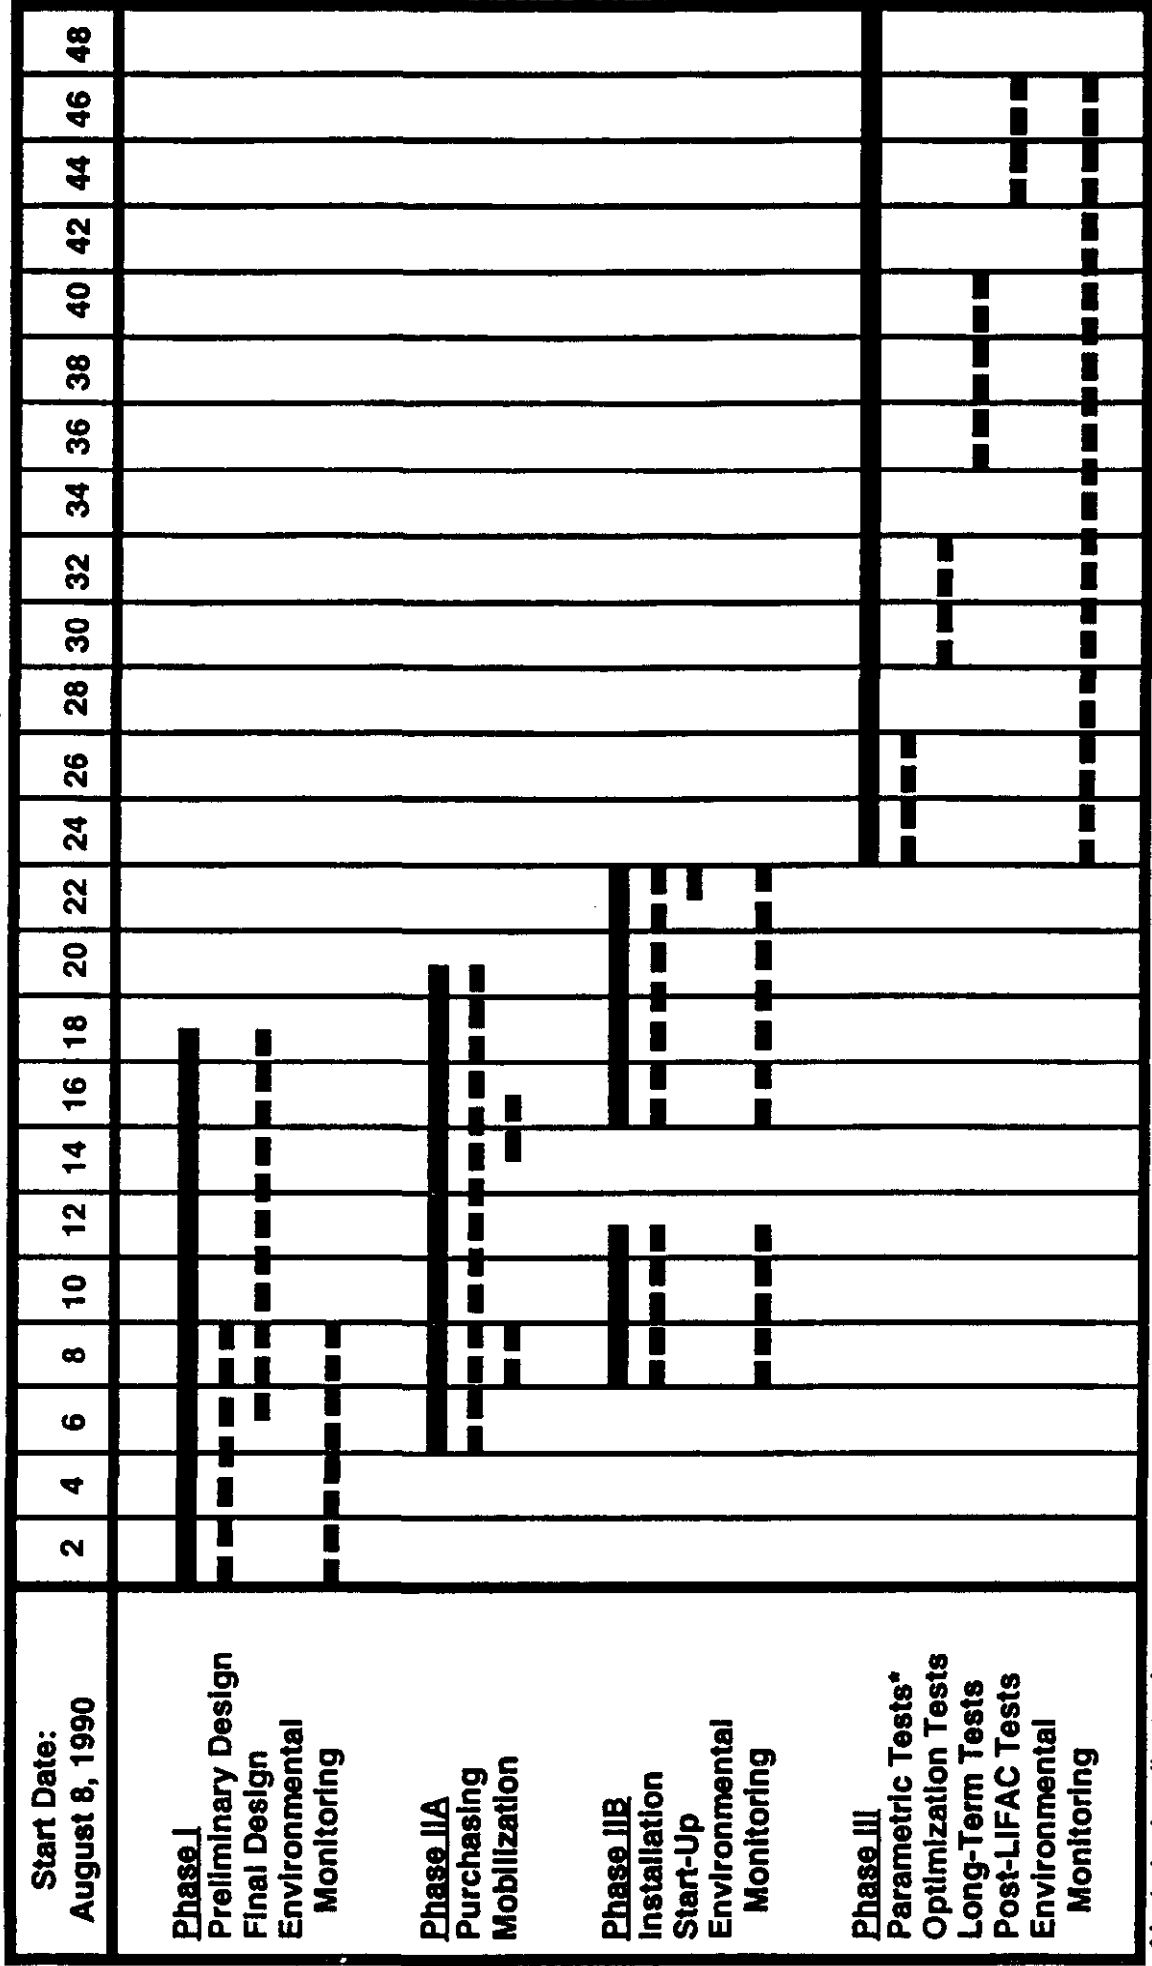 Start Date:
August 8, 1990
2 4 6 8 10 12 14 16 18 20 22 24 26 28 30 32 34 36 38 40 42 44 46 48
Phase I
Preliminary Design
Final Design
Environmental
Monitoring
Phase IIA
Purchasing
Mobilization
Phase IIB
Installation
Start-Up
Environmental
Monitoring
Phase III
Parametric Tests*
Optimization Tests
Long-Term Tests
Post-LIFAC Tests
Environmental
Monitoring